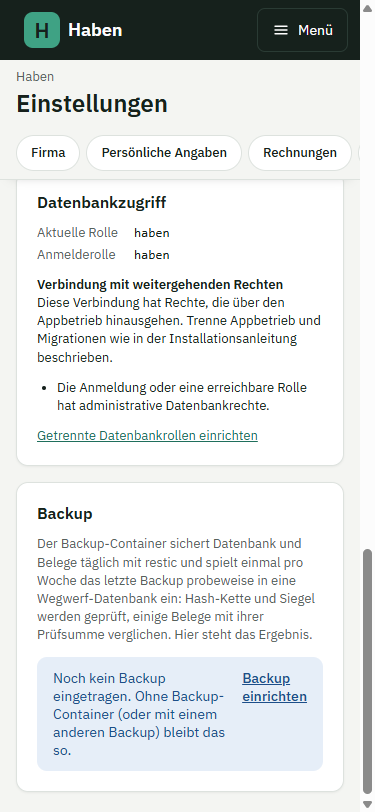 H Haben
Menü
Haben
Einstellungen
Firma
Persönliche Angaben
Rechnungen
Datenbankzugriff
Aktuelle Rolle haben
Anmelderolle haben
Verbindung mit weitergehenden Rechten
Diese Verbindung hat Rechte, die über den
Appbetrieb hinausgehen. Trenne Appbetrieb und
Migrationen wie in der Installationsanleitung
beschrieben.
• Die Anmeldung oder eine erreichbare Rolle
hat administrative Datenbankrechte.
Getrennte Datenbankrollen einrichten
Backup
Der Backup-Container sichert Datenbank und
Belege täglich mit restic und spielt einmal pro
Woche das letzte Backup probeweise in eine
Wegwerf-Datenbank ein: Hash-Kette und Siegel
werden geprüft, einige Belege mit ihrer
Prüfsumme verglichen. Hier steht das Ergebnis.
Noch kein Backup
eingetragen. Ohne Backup-
Container (oder mit einem
anderen Backup) bleibt das
so.
Backup
einrichten